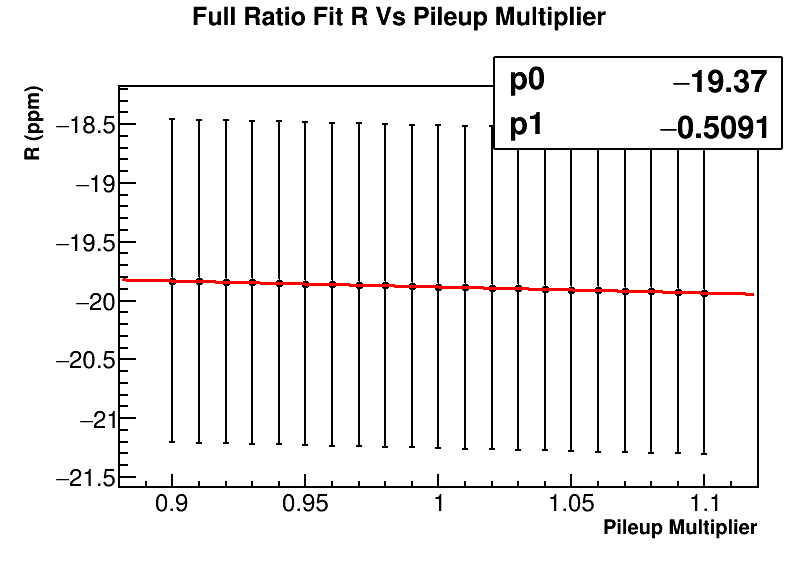 Full Ratio Fit R Vs Pileup Multiplier
p0 −19.37
p1 −0.5091
R (ppm)
−18.5
−19
−19.5
−20
−20.5
−21
−21.5
0.9 0.95 1 1.05 1.1
Pileup Multiplier